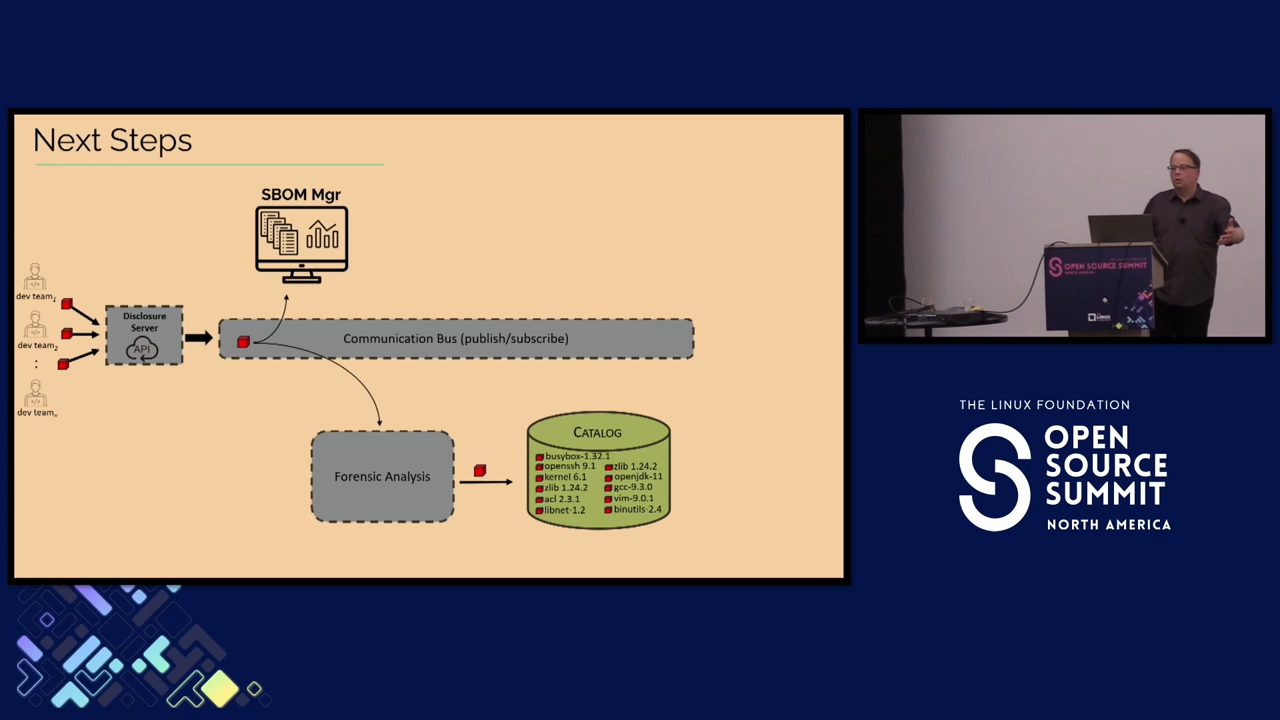 Next Steps
SBOM Mgr
dev team1
dev team2
:
dev teamn
Disclosure
Server
API
Communication Bus (publish/subscribe)
Forensic Analysis
CATALOG
busybox-1.32.1
openssh 9.1
kernel 6.1
zlib 1.24.2
acl 2.3.1
libnet-1.2
zlib 1.24.2
openjdk-11
gcc-9.3.0
vim-9.0.1
binutils-2.4
OPEN SOURCE SUMMIT
THE LINUX FOUNDATION
OPEN
SOURCE
SUMMIT
NORTH AMERICA